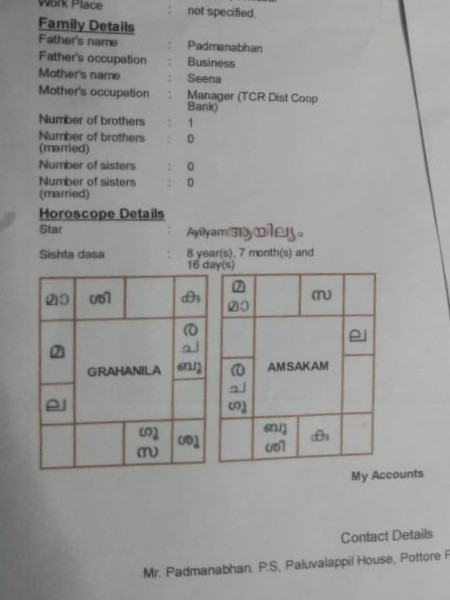 Work Place : not specified.
Family Details
Father's name : Padmanabhan
Father's occupation : Business
Mother's name : Seena
Mother's occupation : Manager (TCR Dist Coop
Bank)
Number of brothers : 1
Number of brothers : 0
(married)
Number of sisters : 0
Number of sisters : 0
(married)
Horoscope Details
Star : Ayilyam ആയില്യം
Sishta dasa : 8 year(s), 7 month(s) and
16 day(s)
മാ ശി കു
മ
ല
ര
ച
ബു
GRAHANILA
ഗു
സ
ശു
മ
മാ
സ
ല
ര
ച
ഗു
AMSAKAM
ബു
ശി
കു
My Accounts
Contact Details
Mr. Padmanabhan. P.S, Paluvalappil House, Pottore